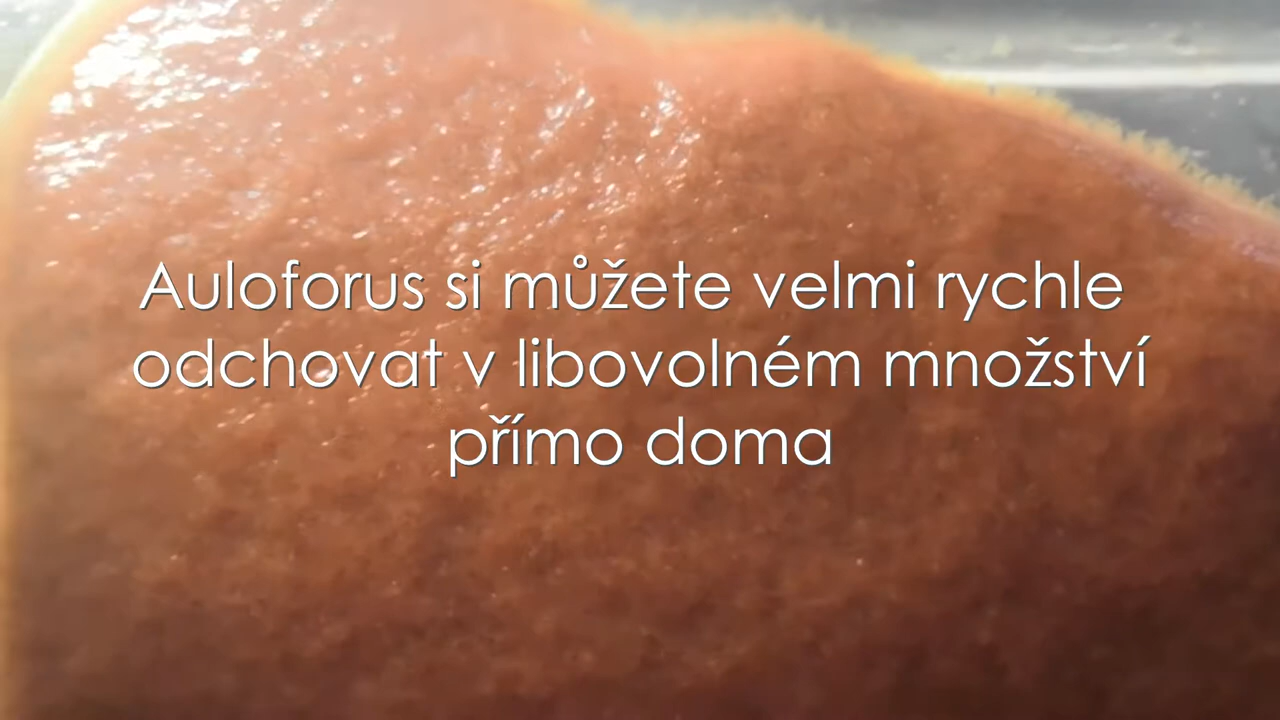 Auloforus si můžete velmi rychle
odchovat v libovolném množství
přímo doma